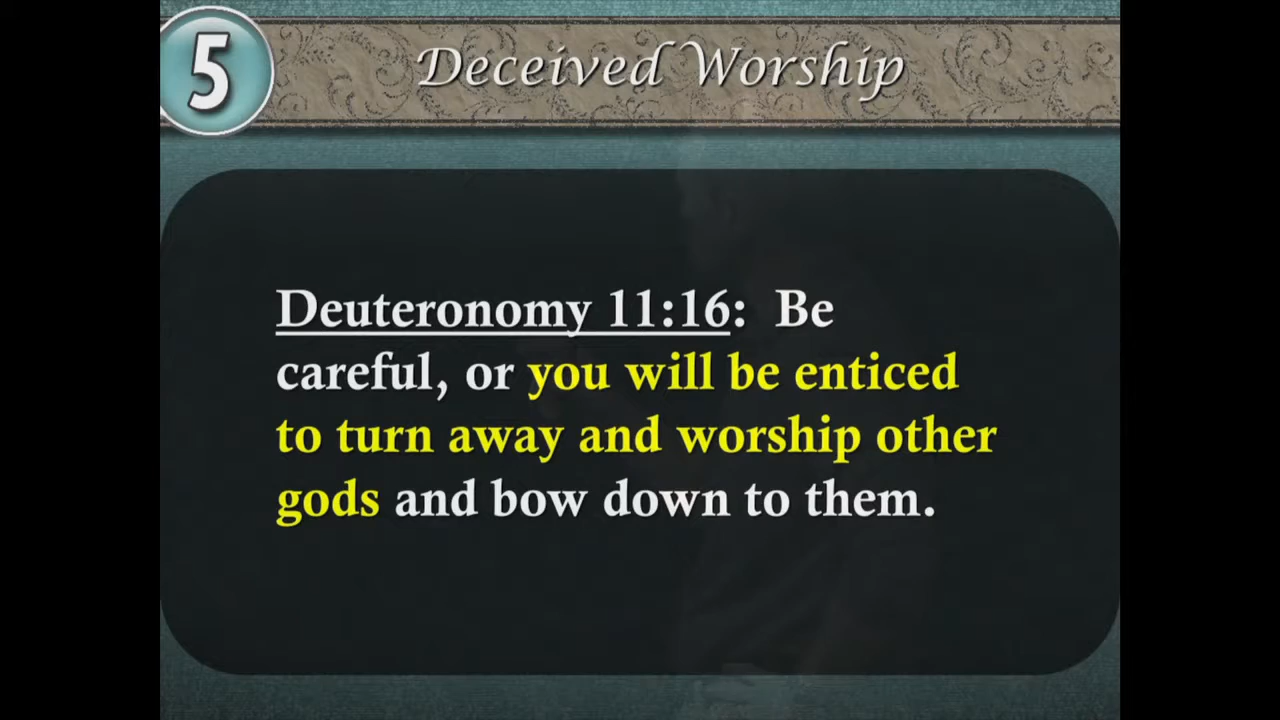 5
Deceived Worship
Deuteronomy 11:16:  Be
careful, or you will be enticed
to turn away and worship other
gods and bow down to them.